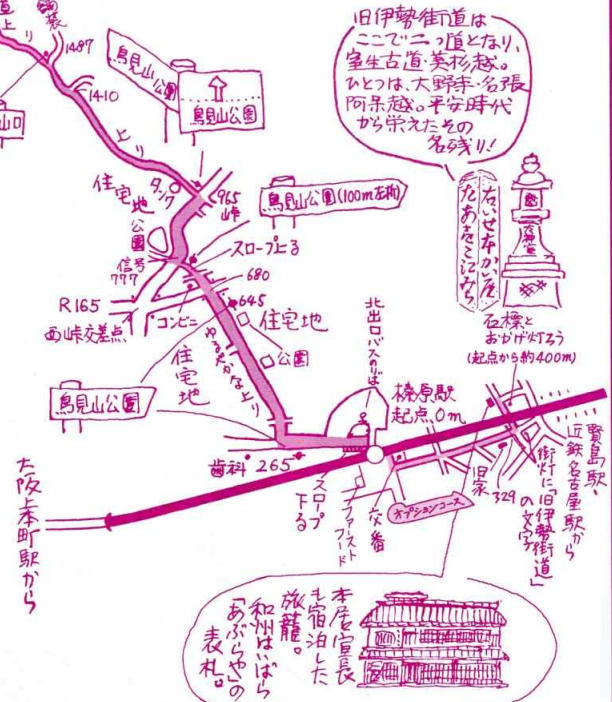 旧伊勢街道は
ここで二つ道となり、
室生古道・美杉越。
ひとつは、大野寺・名張
阿保越。平安時代
から栄えたその
名残り!
右いせ本かい道
左あをこ江みち
石標と
おかげ灯ろう
(起点から約400m)
道上り
舗装
1487
1410
上り
鳥見山公園
鳥見山公園
住宅地
タンク
965
峠
鳥見山公園(100m左折)
公園
信号
777
スロープ上る
680
645
R165
西峠交差点
コンビニ
住宅地
公園
住宅地
ゆるやかな上り
鳥見山公園
北出口バスのりば
榛原駅
起点0m
歯科
265
スロープ
下る
ファースト
フード
交番
旧家
329
オプションコース
街灯に「旧伊勢街道」
の文字
賢島駅・
近鉄名古屋駅から
大阪上本町駅から
本居宣長
も宿泊した
旅籠。
和州はいばら
「あぶらや」の
表札。